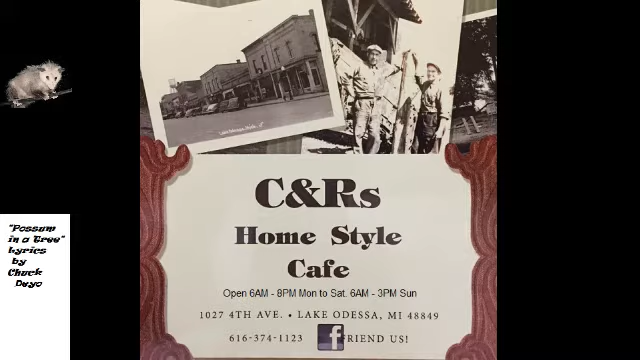 C&Rs
Home Style
Cafe
Open 6AM - 8PM Mon to Sat. 6AM - 3PM Sun
1027 4TH AVE. • LAKE ODESSA, MI 48849
616-374-1123 f FRIEND US!
"Possum
in a Tree"
Lyrics
by
Chuck
Dayo